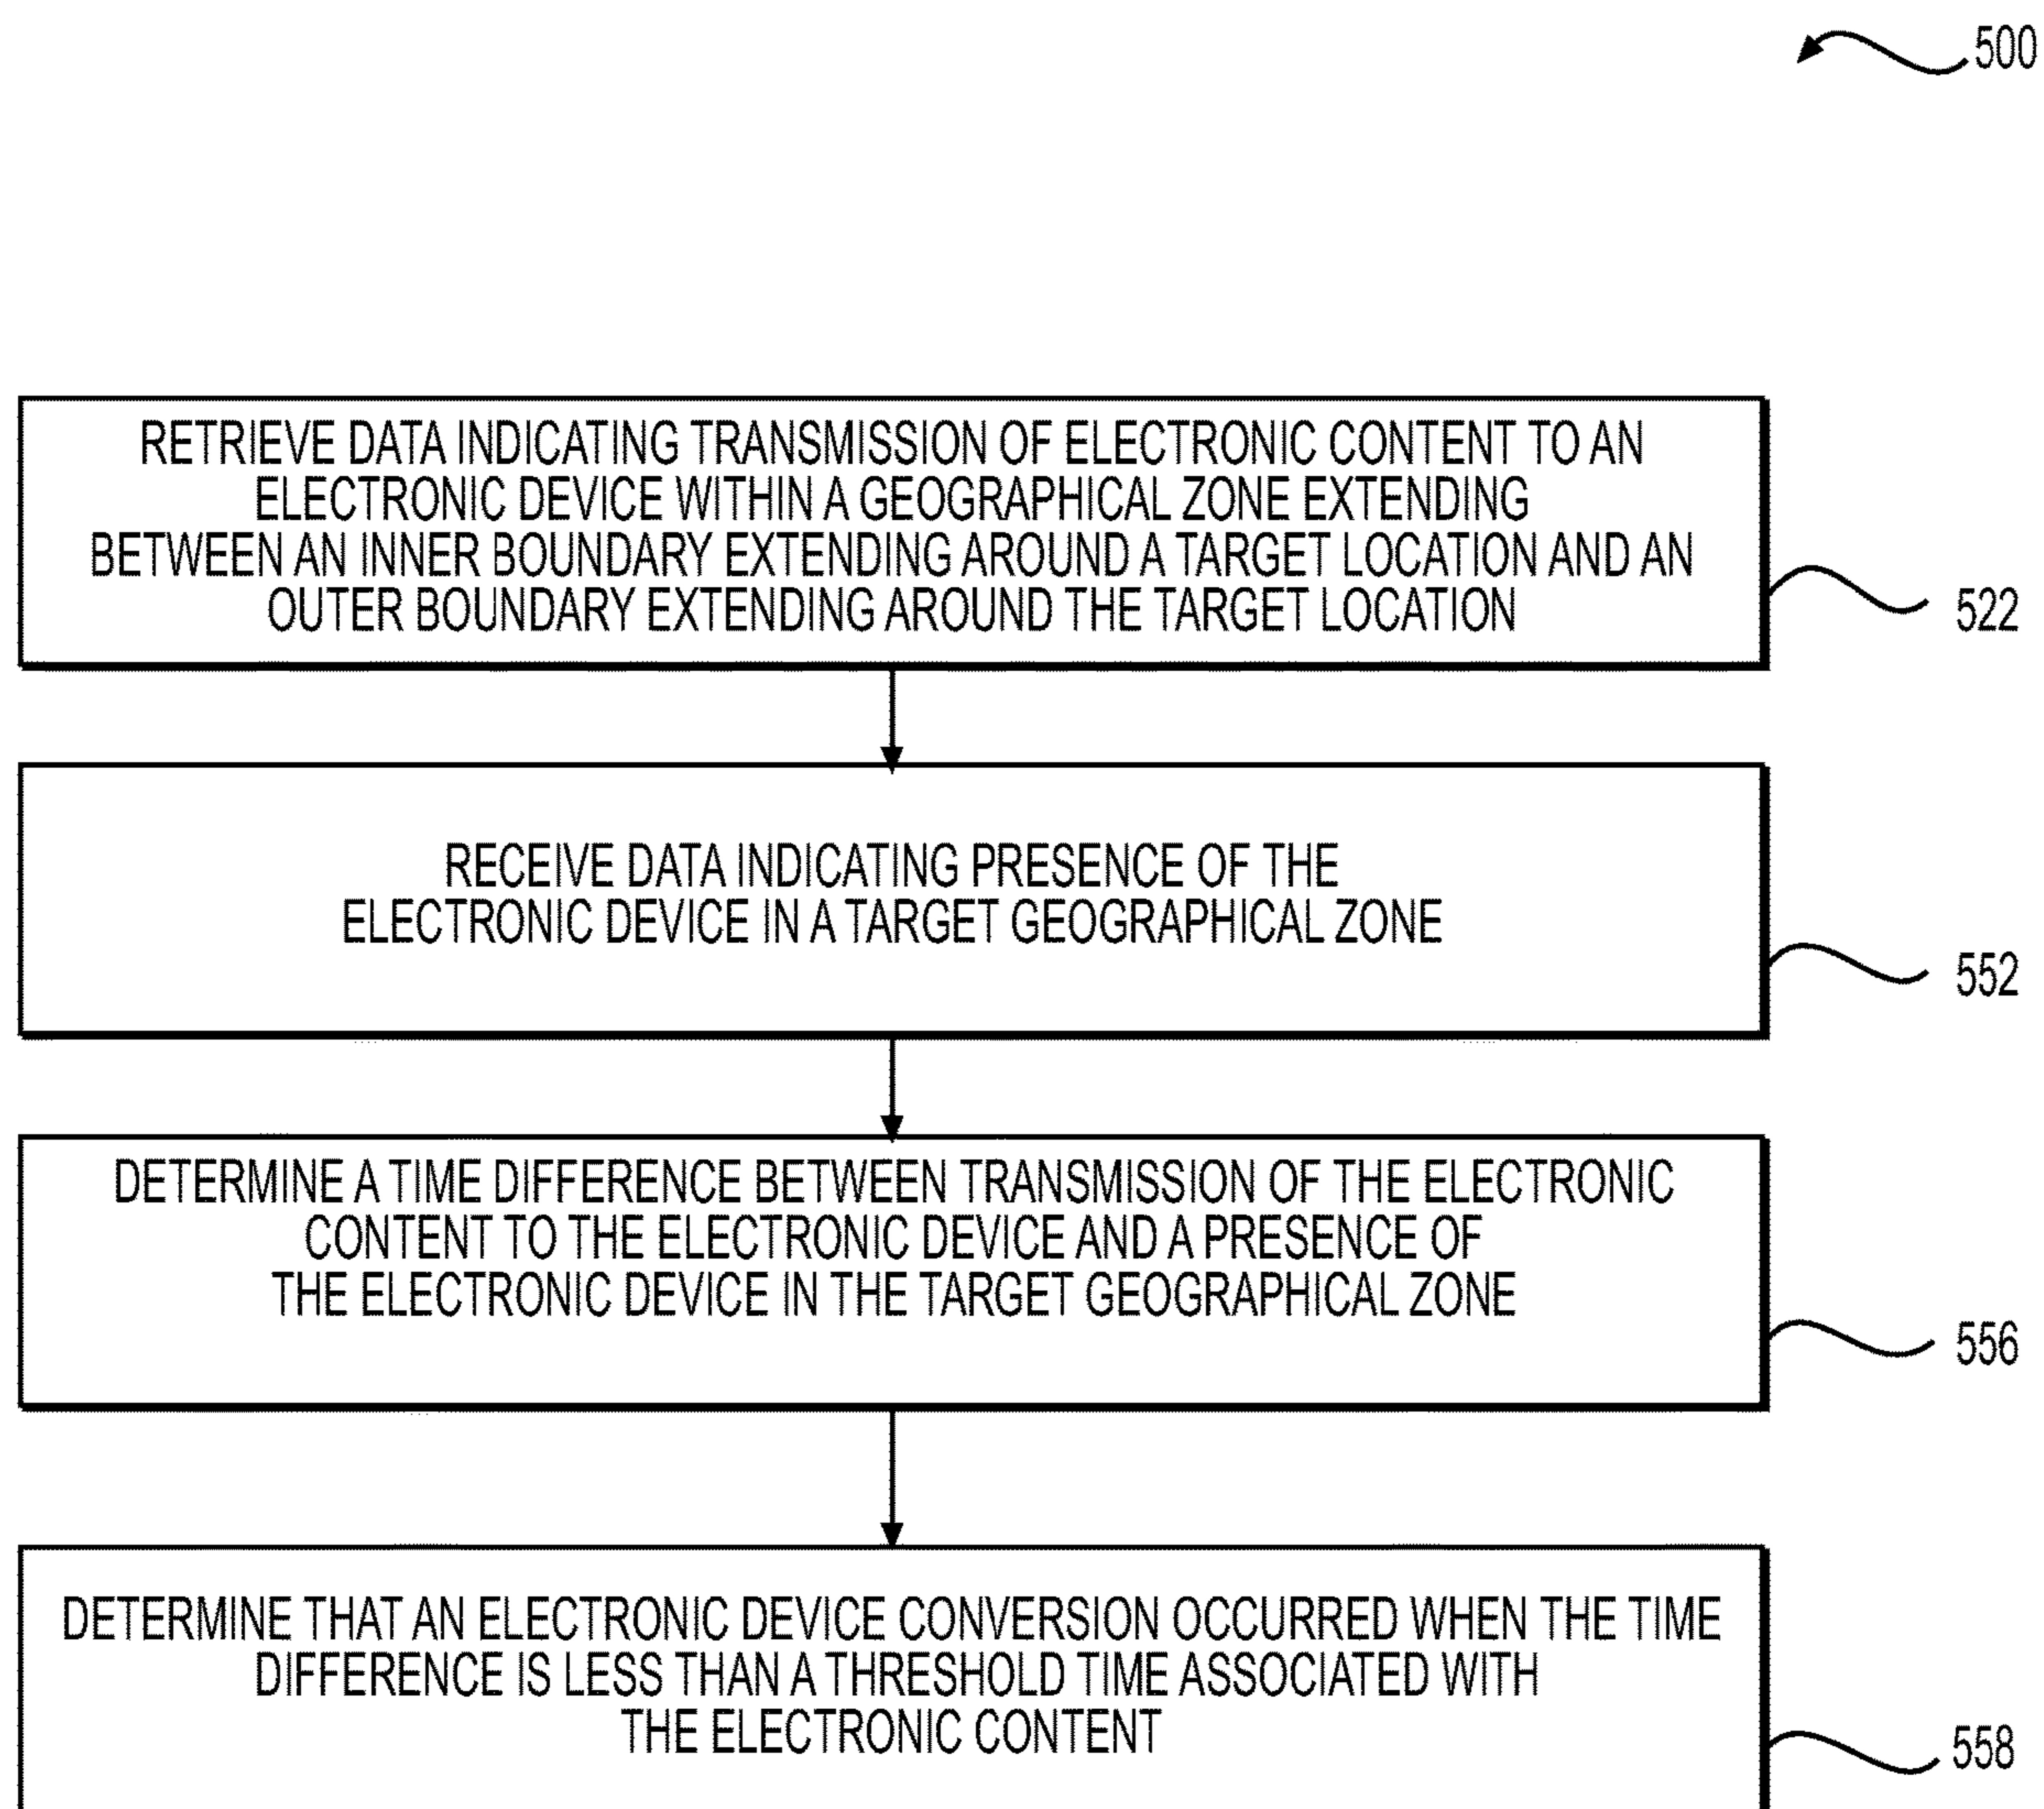 500
RETRIEVE DATA INDICATING TRANSMISSION OF ELECTRONIC CONTENT TO AN
ELECTRONIC DEVICE WITHIN A GEOGRAPHICAL ZONE EXTENDING
BETWEEN AN INNER BOUNDARY EXTENDING AROUND A TARGET LOCATION AND AN
OUTER BOUNDARY EXTENDING AROUND THE TARGET LOCATION
522
RECEIVE DATA INDICATING PRESENCE OF THE
ELECTRONIC DEVICE IN A TARGET GEOGRAPHICAL ZONE
552
DETERMINE A TIME DIFFERENCE BETWEEN TRANSMISSION OF THE ELECTRONIC
CONTENT TO THE ELECTRONIC DEVICE AND A PRESENCE OF
THE ELECTRONIC DEVICE IN THE TARGET GEOGRAPHICAL ZONE
556
DETERMINE THAT AN ELECTRONIC DEVICE CONVERSION OCCURRED WHEN THE TIME
DIFFERENCE IS LESS THAN A THRESHOLD TIME ASSOCIATED WITH
THE ELECTRONIC CONTENT
558